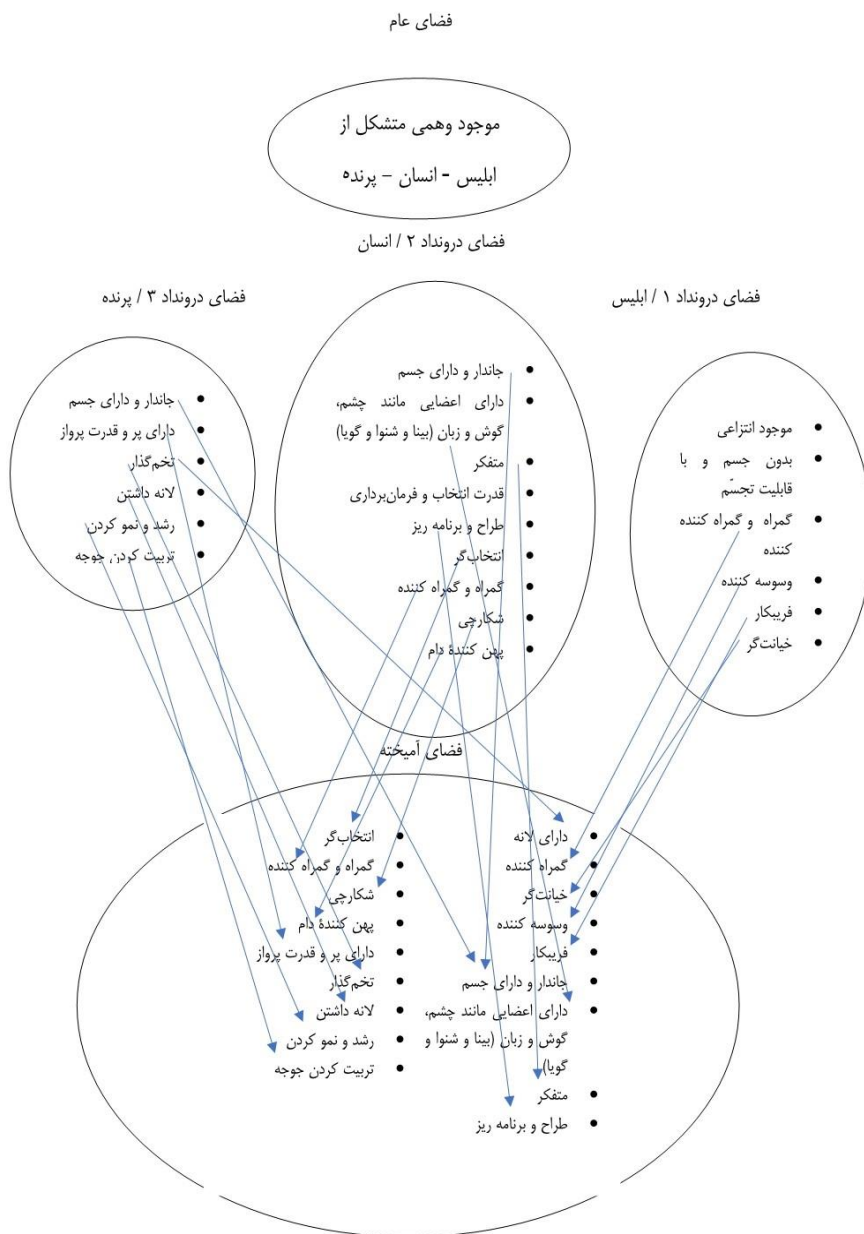 فضای عام
موجود وهمی متشکل از
ابلیس - انسان – پرنده
فضای درونداد ۲ / انسان
فضای درونداد ۱ / ابلیس
فضای درونداد ۳ / پرنده
موجود انتزاعی
بدون جسم و با
قابلیت تجسّم
گمراه و گمراه کننده
کننده
وسوسه کننده
فریبکار
خیانت‌گر
جاندار و دارای جسم
دارای اعضایی مانند چشم،
گوش و زبان (بینا و شنوا و گویا)
متفکر
قدرت انتخاب و فرمان‌برداری
طراح و برنامه ریز
انتخاب‌گر
گمراه و گمراه کننده
شکارچی
پهن کنندهٔ دام
جاندار و دارای جسم
دارای پر و قدرت پرواز
تخم‌گذار
لانه داشتن
رشد و نمو کردن
تربیت کردن جوجه
فضای آمیخته
دارای لانه
گمراه کننده
خیانت‌گر
وسوسه کننده
فریبکار
جاندار و دارای جسم
دارای اعضایی مانند چشم،
گوش و زبان (بینا و شنوا و
گویا)
متفکر
طراح و برنامه ریز
انتخاب‌گر
گمراه و گمراه کننده
شکارچی
پهن کنندهٔ دام
دارای پر و قدرت پرواز
تخم‌گذار
لانه داشتن
رشد و نمو کردن
تربیت کردن جوجه